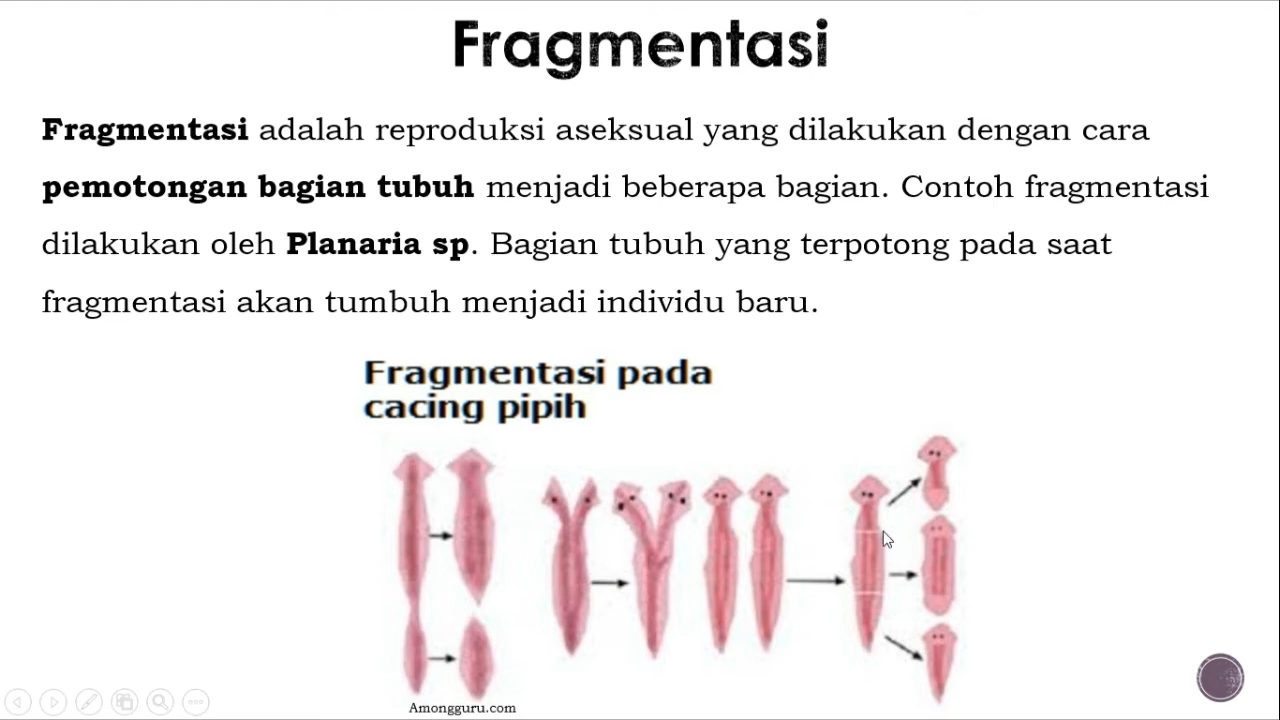 Fragmentasi
Fragmentasi adalah reproduksi aseksual yang dilakukan dengan cara
pemotongan bagian tubuh menjadi beberapa bagian. Contoh fragmentasi
dilakukan oleh Planaria sp. Bagian tubuh yang terpotong pada saat
fragmentasi akan tumbuh menjadi individu baru.
Fragmentasi pada
cacing pipih
Amongguru.com